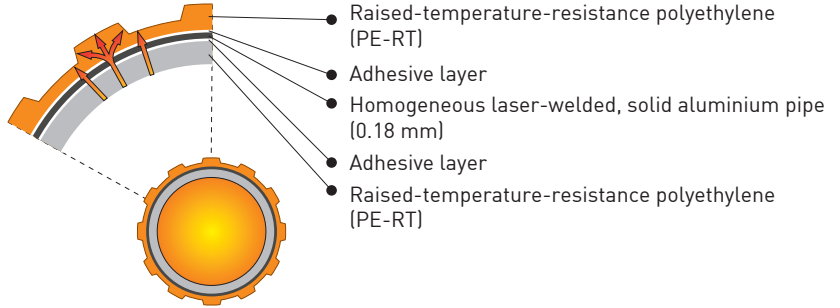 Raised-temperature-resistance polyethylene
(PE-RT)
Adhesive layer
Homogeneous laser-welded, solid aluminium pipe
(0.18 mm)
Adhesive layer
Raised-temperature-resistance polyethylene
(PE-RT)